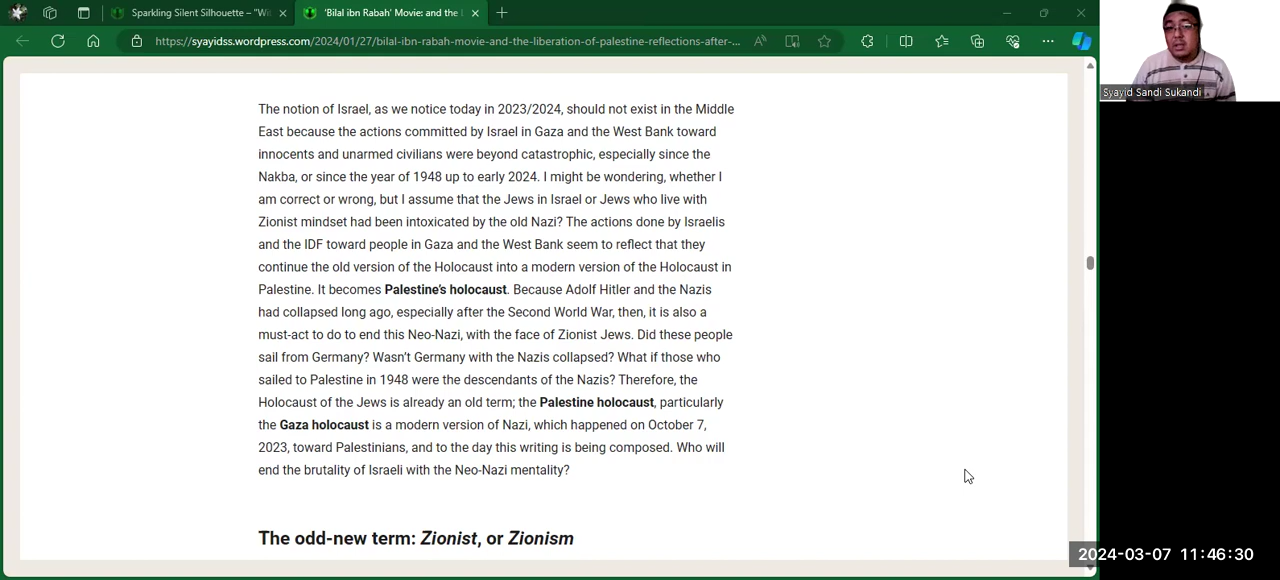 Sparkling Silent Silhouette – "Wi
'Bilal ibn Rabah' Movie: and the L
https://syayidss.wordpress.com/2024/01/27/bilal-ibn-rabah-movie-and-the-liberation-of-palestine-reflections-after-...
Syayid Sandi Sukandi
The notion of Israel, as we notice today in 2023/2024, should not exist in the Middle
East because the actions committed by Israel in Gaza and the West Bank toward
innocents and unarmed civilians were beyond catastrophic, especially since the
Nakba, or since the year of 1948 up to early 2024. I might be wondering, whether I
am correct or wrong, but I assume that the Jews in Israel or Jews who live with
Zionist mindset had been intoxicated by the old Nazi? The actions done by Israelis
and the IDF toward people in Gaza and the West Bank seem to reflect that they
continue the old version of the Holocaust into a modern version of the Holocaust in
Palestine. It becomes Palestine's holocaust. Because Adolf Hitler and the Nazis
had collapsed long ago, especially after the Second World War, then, it is also a
must-act to do to end this Neo-Nazi, with the face of Zionist Jews. Did these people
sail from Germany? Wasn't Germany with the Nazis collapsed? What if those who
sailed to Palestine in 1948 were the descendants of the Nazis? Therefore, the
Holocaust of the Jews is already an old term; the Palestine holocaust, particularly
the Gaza holocaust is a modern version of Nazi, which happened on October 7,
2023, toward Palestinians, and to the day this writing is being composed. Who will
end the brutality of Israeli with the Neo-Nazi mentality?
The odd-new term: Zionist, or Zionism
2024-03-07 11:46:30